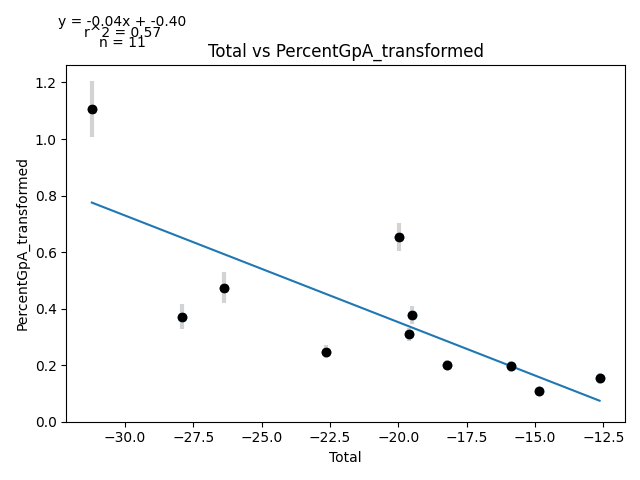 y = -0.04x + -0.40
r^2 = 0.57
n = 11
Total vs PercentGpA_transformed
1.2
1.0
0.8
0.6
0.4
0.2
0.0
PercentGpA_transformed
−30.0 −27.5 −25.0 −22.5 −20.0 −17.5 −15.0 −12.5
Total